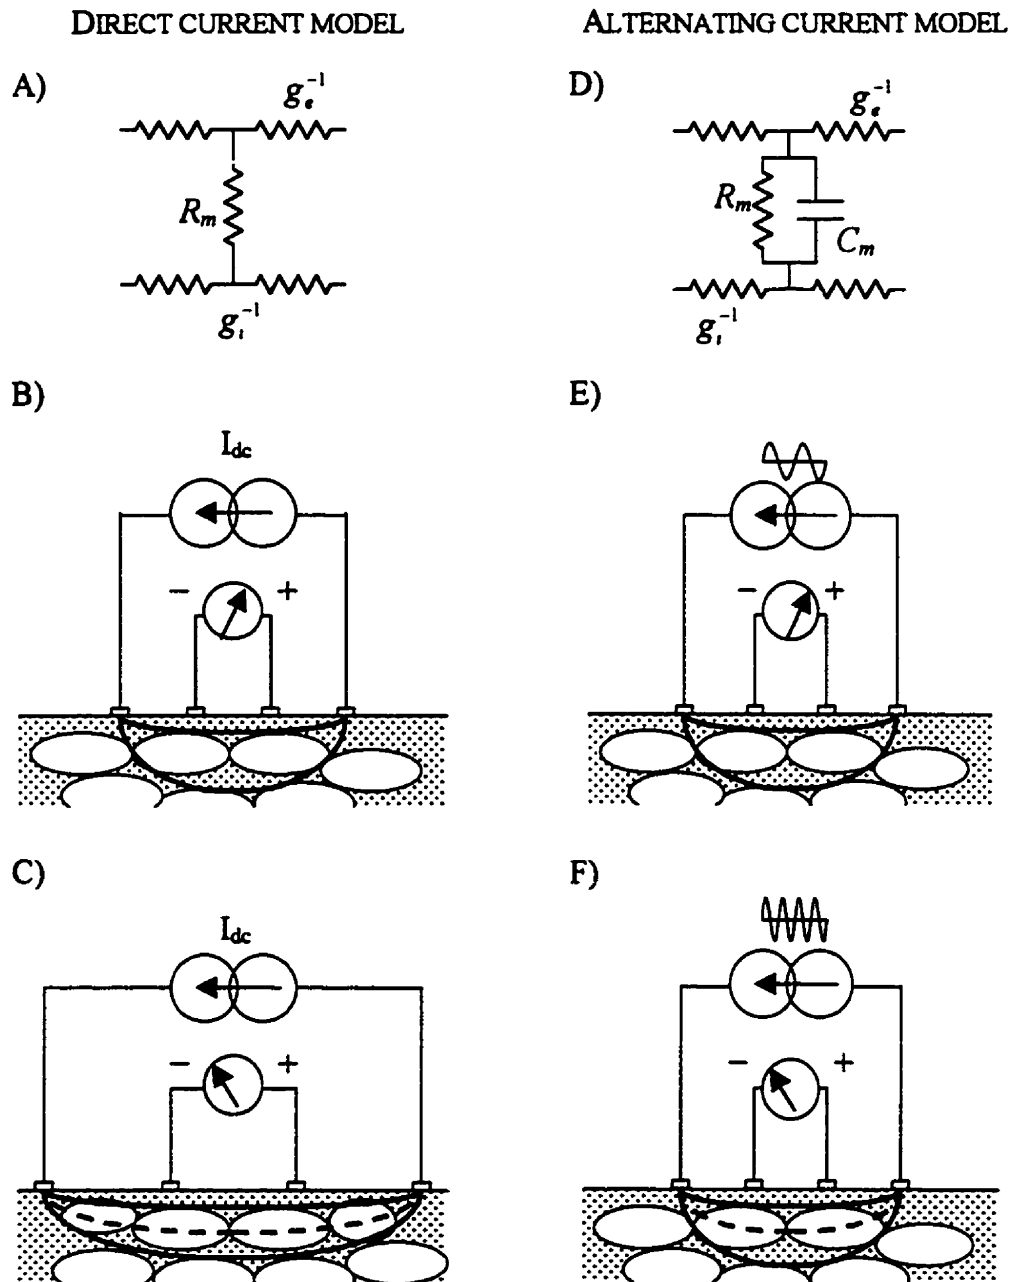 DIRECT CURRENT MODEL
ALTERNATING CURRENT MODEL
A)
g_e^{-1}
R_m
g_i^{-1}
D)
g_e^{-1}
R_m
C_m
g_i^{-1}
B)
I_dc
− +
E)
− +
C)
I_dc
− +
F)
− +